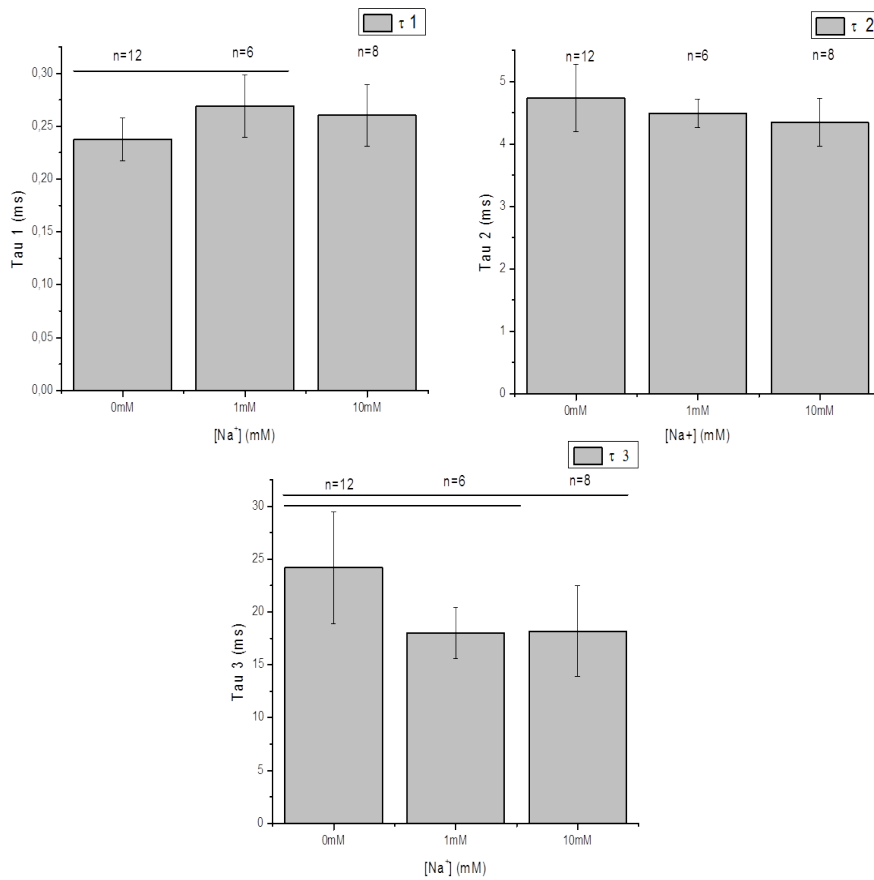 τ 1
n=12
n=6
n=8
0,30
0,25
0,20
0,15
0,10
0,05
0,00
Tau 1 (ms)
0mM
1mM
10mM
[Na⁺] (mM)
τ 2
n=12
n=6
n=8
5
4
3
2
1
0
Tau 2 (ms)
0mM
1mM
10mM
[Na+] (mM)
τ 3
n=12
n=6
n=8
30
25
20
15
10
5
0
Tau 3 (ms)
0mM
1mM
10mM
[Na⁺] (mM)